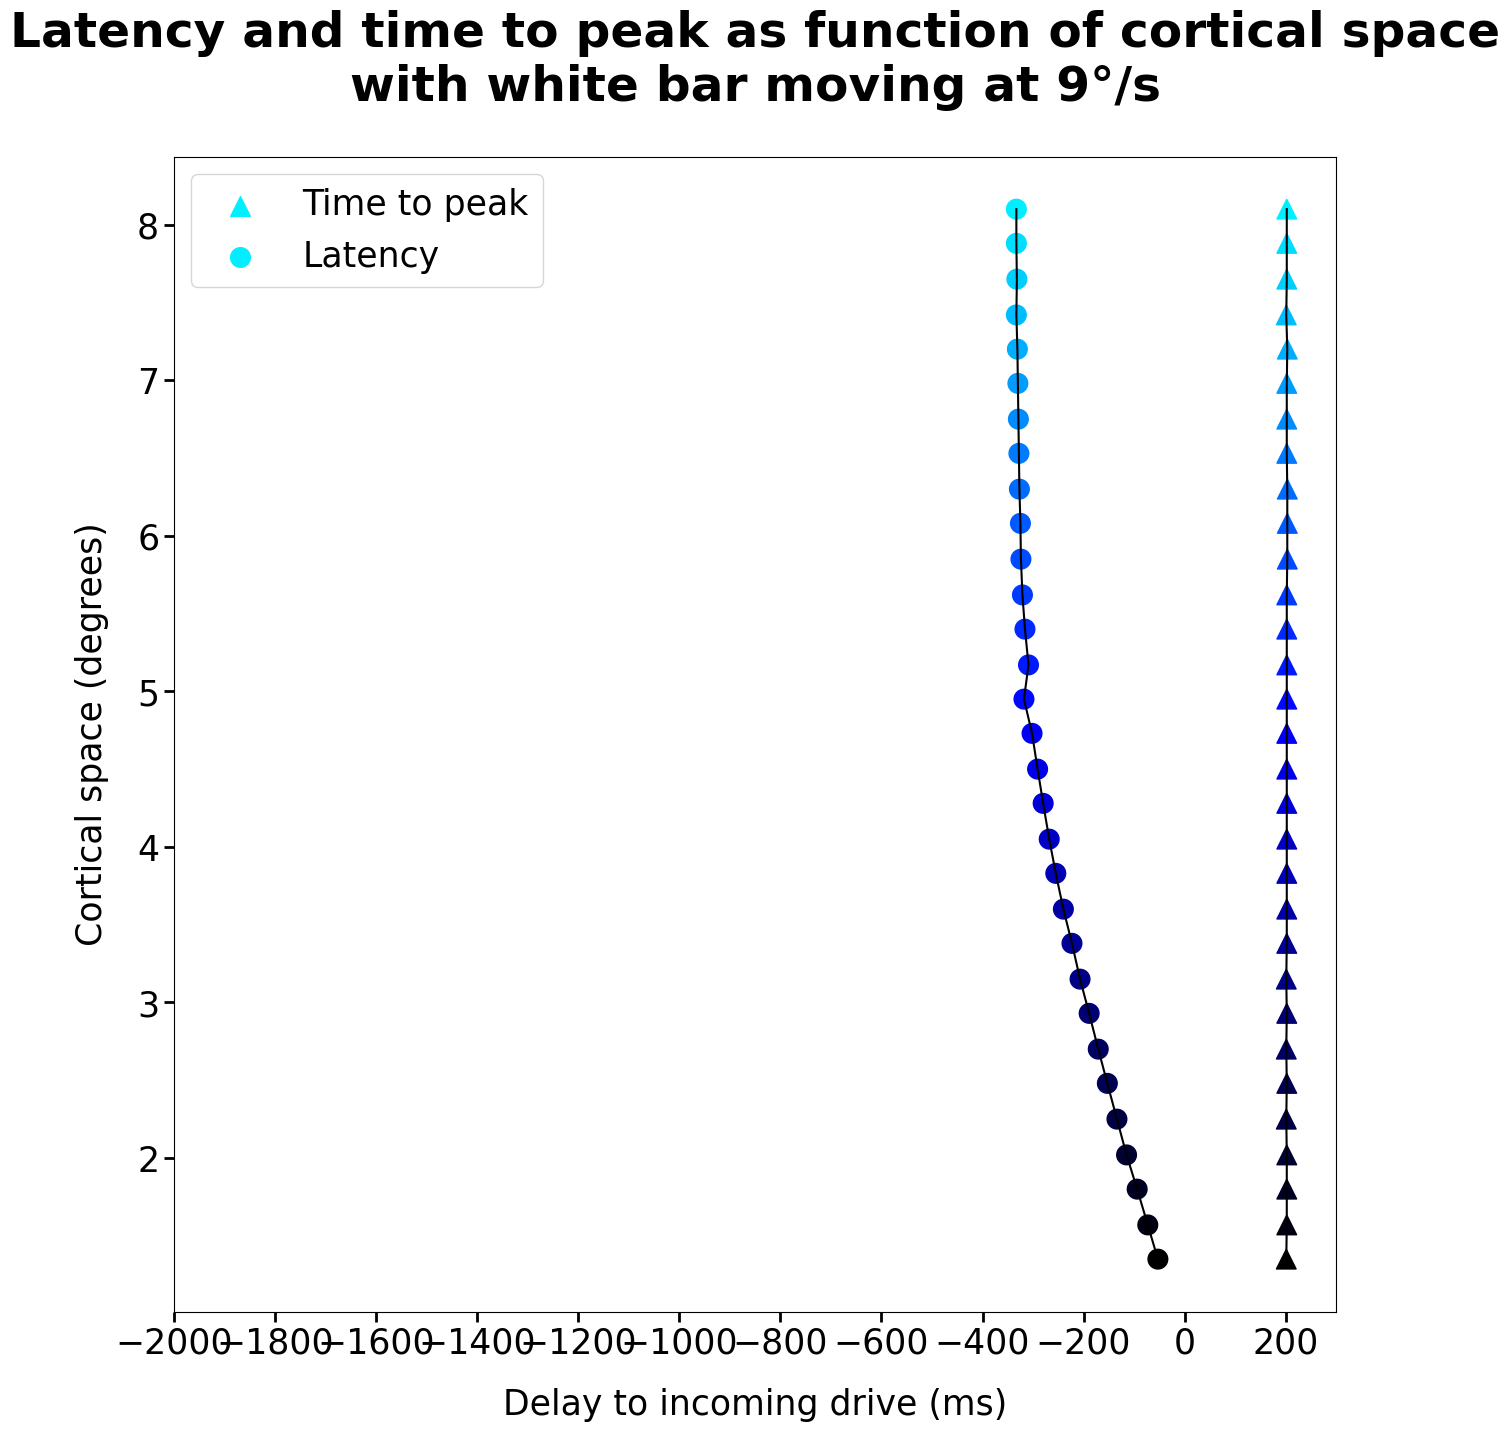 Latency and time to peak as function of cortical space
with white bar moving at 9°/s
Time to peak
Latency
8
7
6
5
4
3
2
Cortical space (degrees)
−2000 −1800 −1600 −1400 −1200 −1000 −800 −600 −400 −200 0 200
Delay to incoming drive (ms)